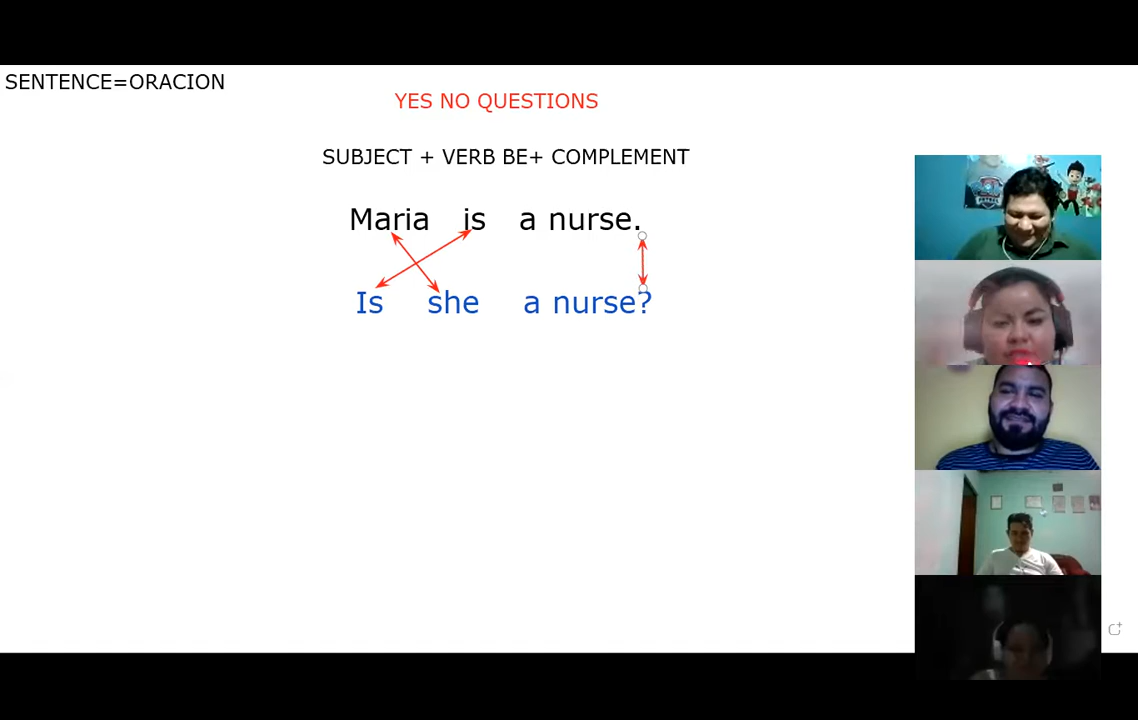 SENTENCE=ORACION
YES NO QUESTIONS
SUBJECT + VERB BE+ COMPLEMENT
Maria is a nurse.
Is she a nurse?